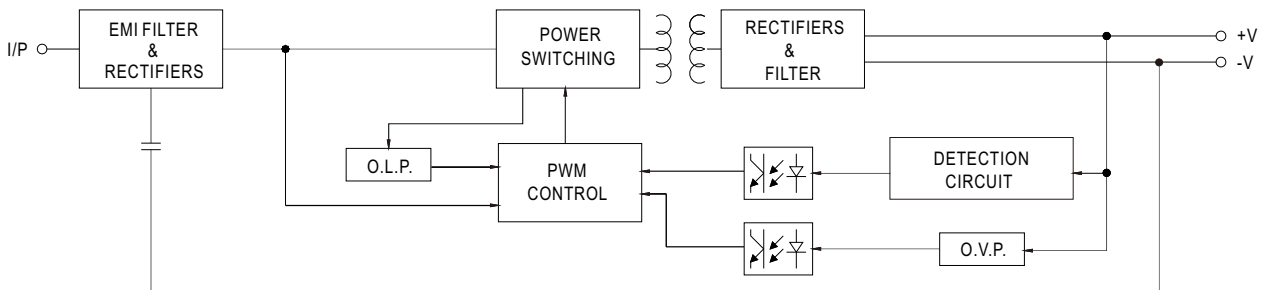 I/P
EMI FILTER
&
RECTIFIERS
POWER
SWITCHING
RECTIFIERS
&
FILTER
+V
-V
O.L.P.
PWM
CONTROL
DETECTION
CIRCUIT
O.V.P.